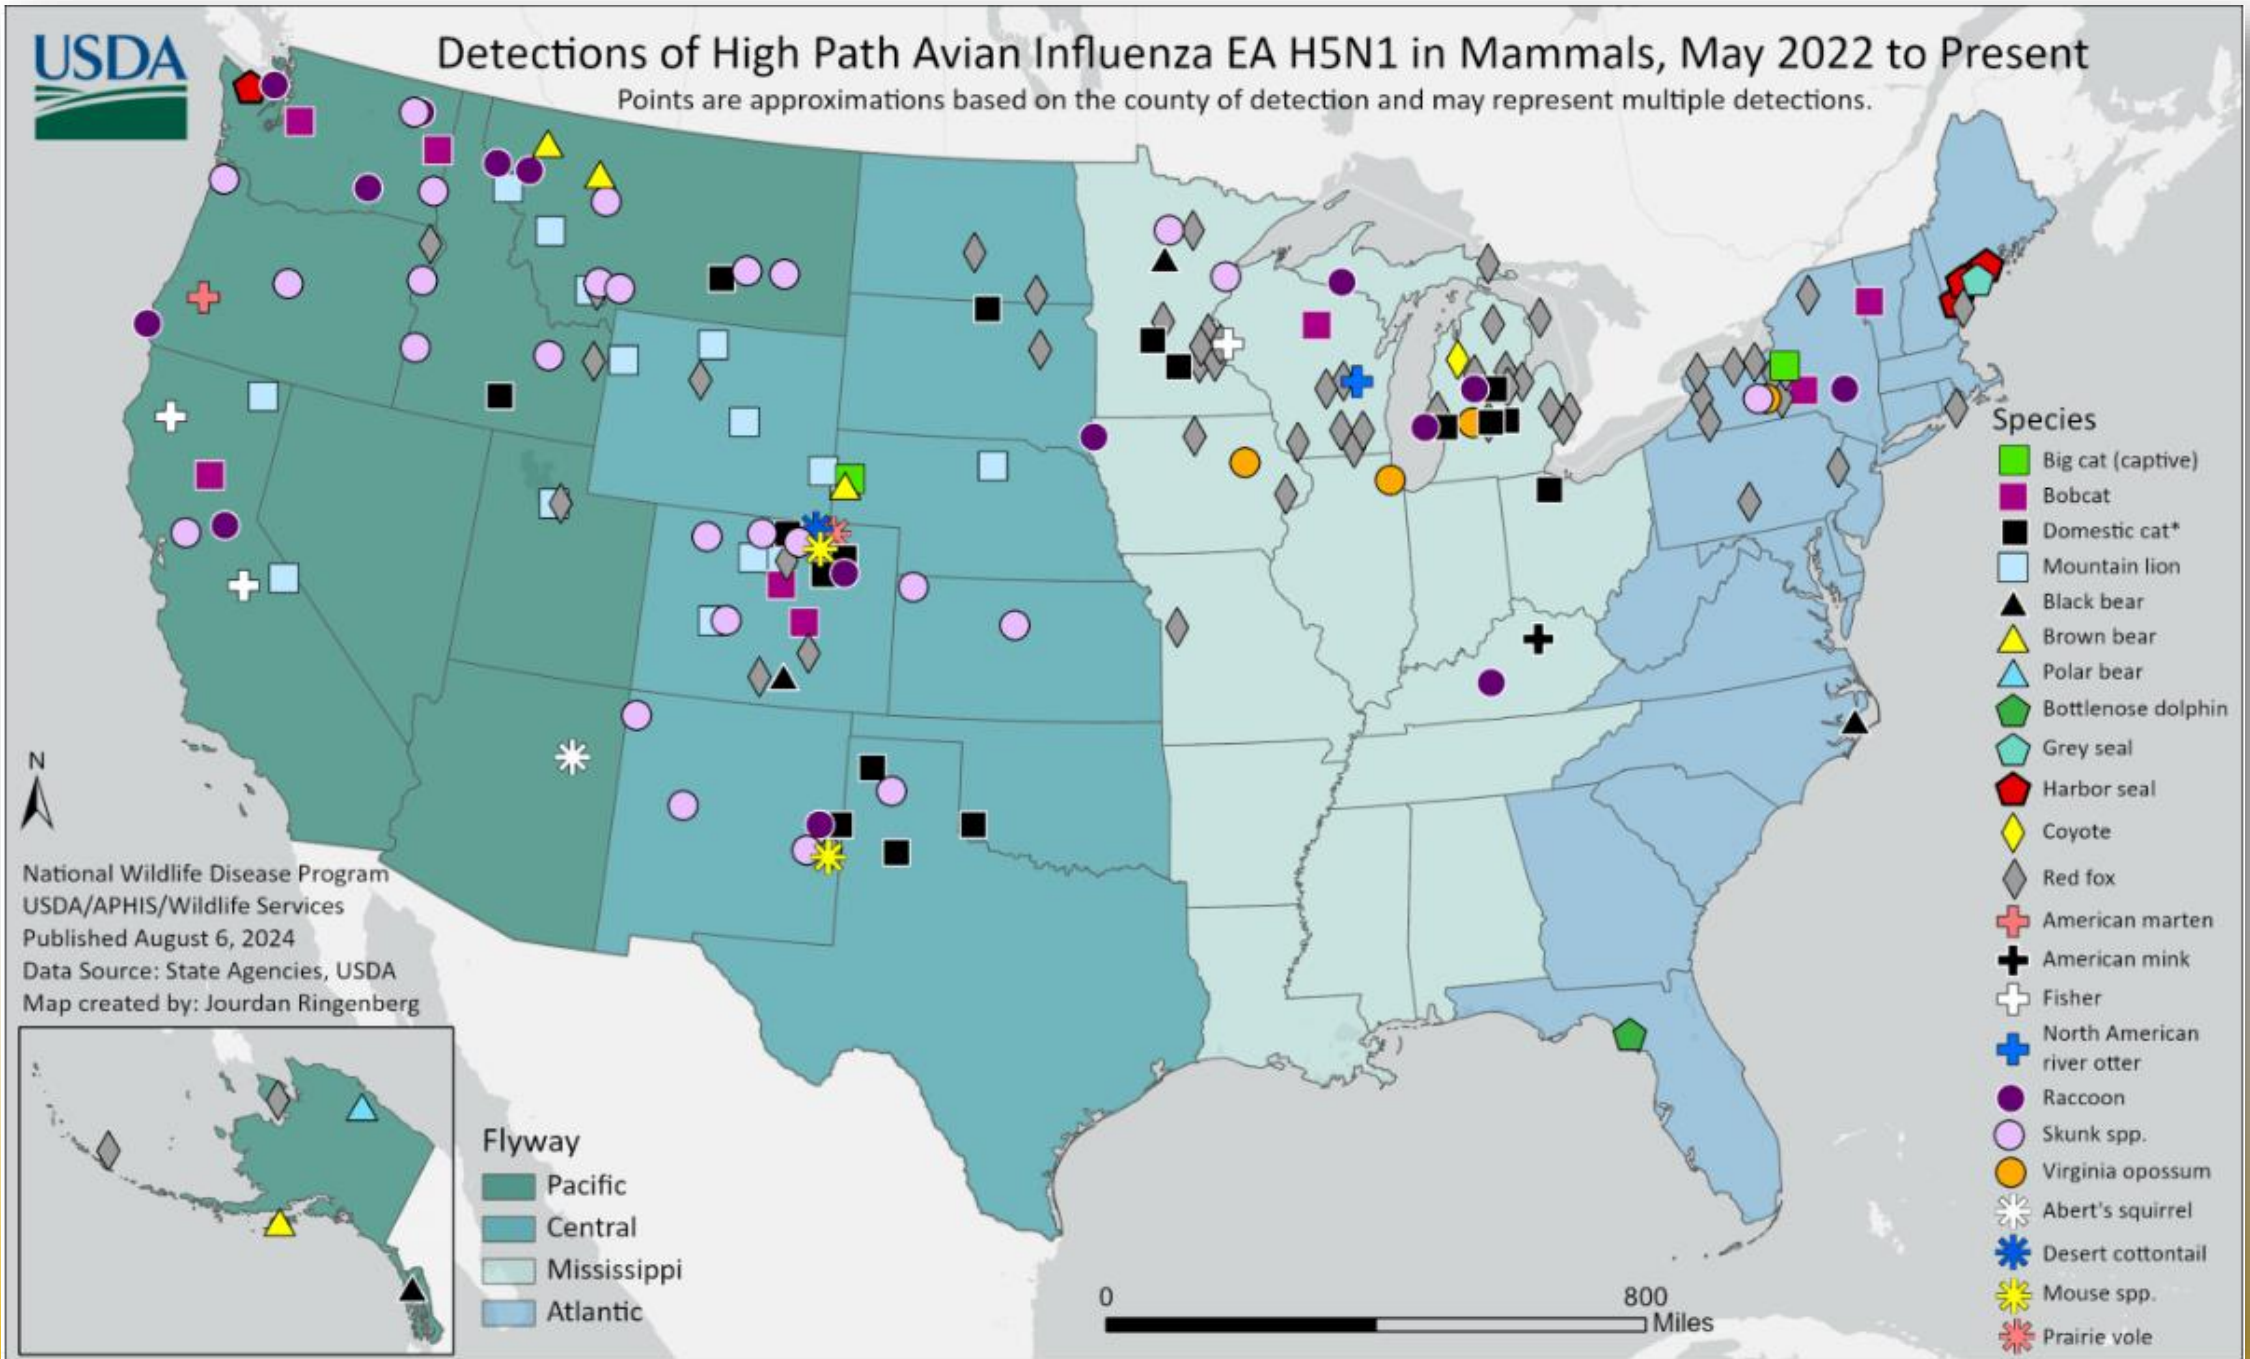 USDA
Detections of High Path Avian Influenza EA H5N1 in Mammals, May 2022 to Present
Points are approximations based on the county of detection and may represent multiple detections.
Species
Big cat (captive)
Bobcat
Domestic cat*
Mountain lion
Black bear
Brown bear
Polar bear
Bottlenose dolphin
Grey seal
Harbor seal
Coyote
Red fox
American marten
American mink
Fisher
North American
river otter
Raccoon
Skunk spp.
Virginia opossum
Abert's squirrel
Desert cottontail
Mouse spp.
Prairie vole
N
National Wildlife Disease Program
USDA/APHIS/Wildlife Services
Published August 6, 2024
Data Source: State Agencies, USDA
Map created by: Jourdan Ringenberg
Flyway
Pacific
Central
Mississippi
Atlantic
0 800
Miles